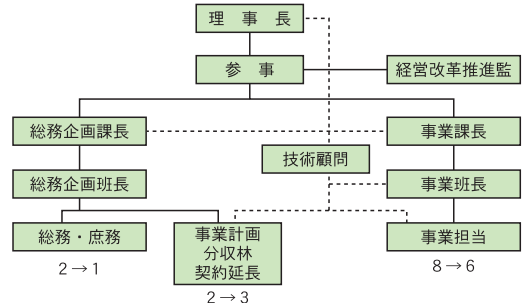 理 事 長
参 事
経営改革推進監
総務企画課長
事業課長
技術顧問
総務企画班長
事業班長
総務・庶務
事業計画
分収林
契約延長
事業担当
2→1
2→3
8→6